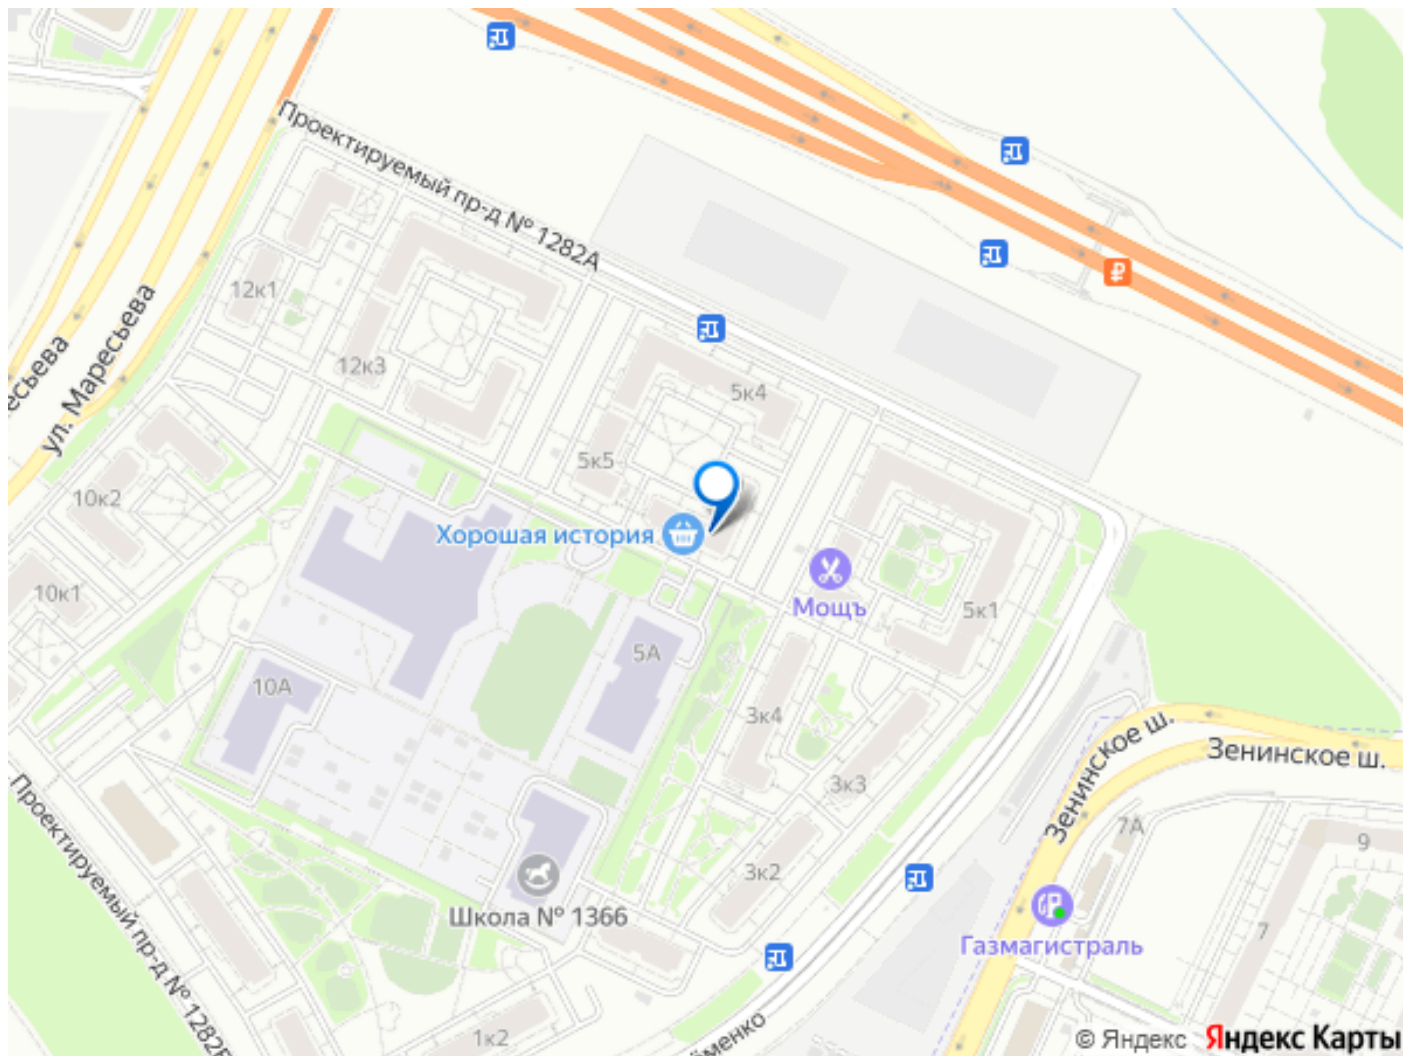 Проектируемый пр-д № 1282А
12к1
ул. Маресьева
12к3
5к4
5к5
10к2
Хорошая история
10к1
Мощъ
5к1
5А
10А
3к4
Зенинское ш.
Зенинское ш.
3к3
7А
9
3к2
Школа № 1366
Проектируемый пр-д № 1282
7
Газмагистраль
1к2
© Яндекс Яндекс Карты